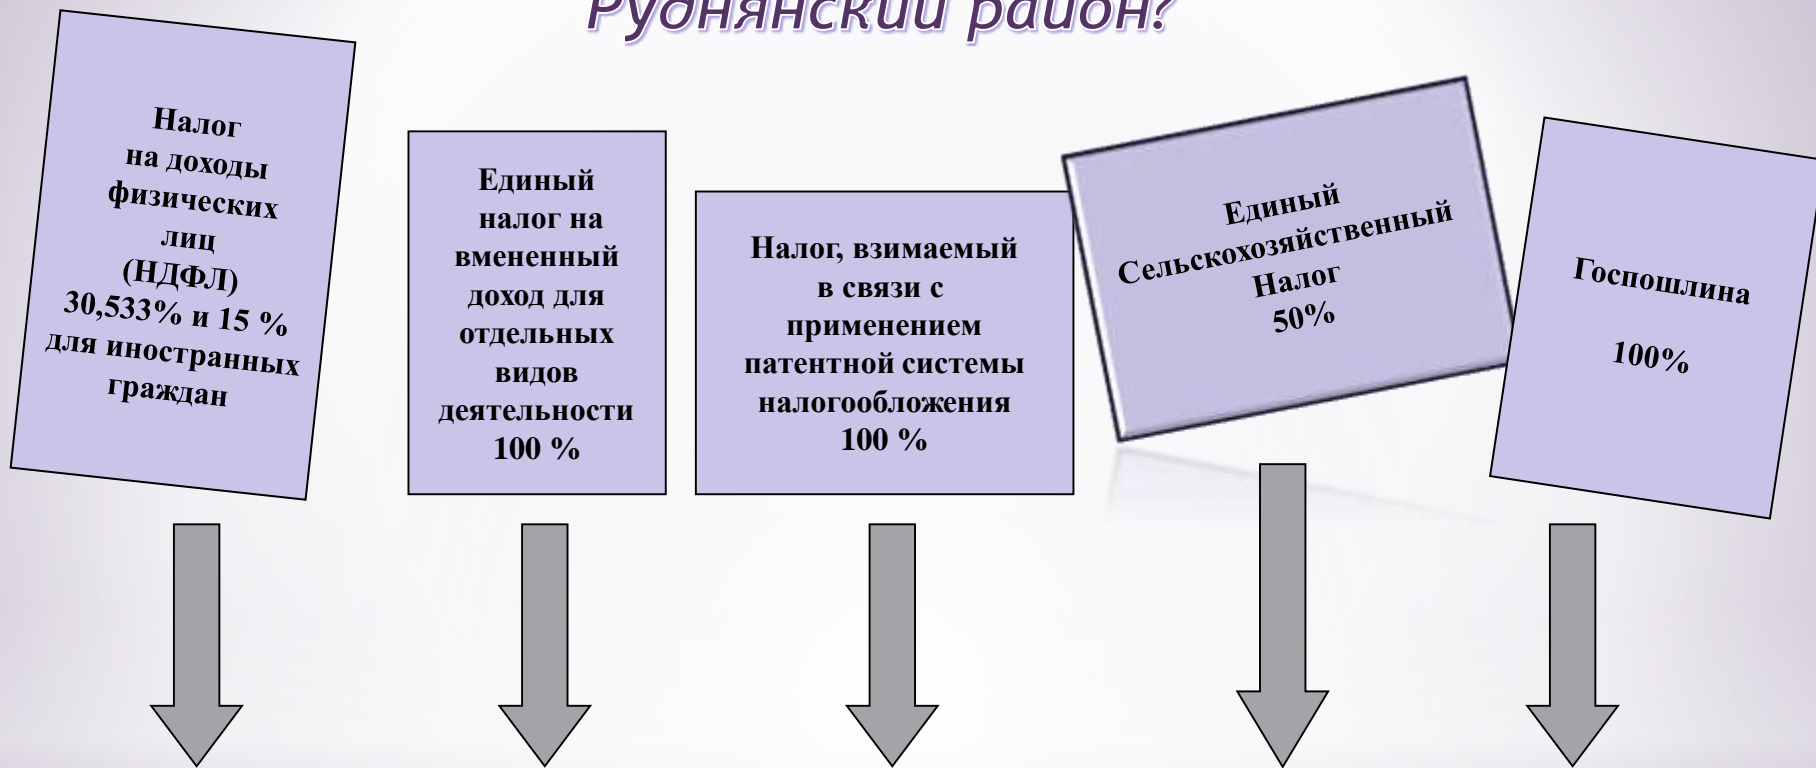 Руднянский район?
Налог
на доходы
физических
лиц
(НДФЛ)
30,533% и 15 %
для иностранных
граждан
Единый
налог на
вмененный
доход для
отдельных
видов
деятельности
100 %
Налог, взимаемый
в связи с
применением
патентной системы
налогообложения
100 %
Единый
Сельскохозяйственный
Налог
50%
Госпошлина
100%